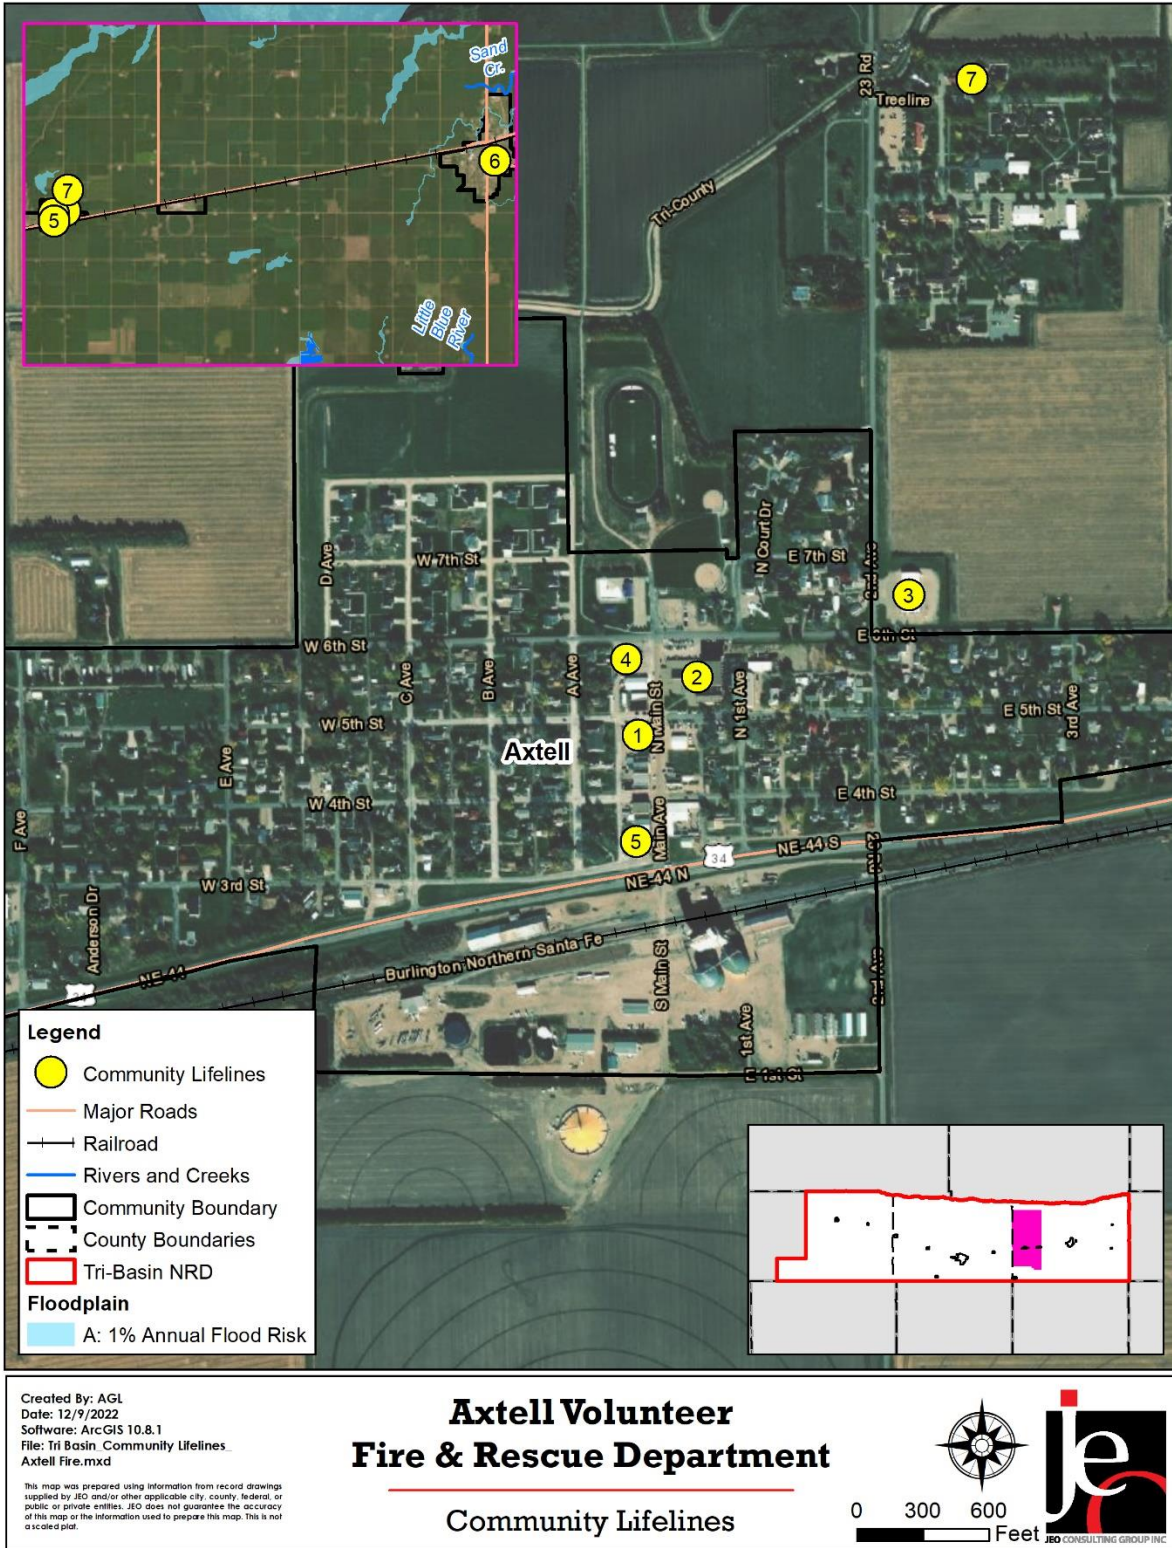 Sand
Cr.
7
6
5
Little
Blue
River
23 Rd
7
Treeline
Tri-County
N Court Dr
D Ave
W 7th St
E 7th St
2nd Ave
3
W 6th St
E 6th St
4
2
C Ave
B Ave
A Ave
N Main St
N 1st Ave
W 5th St
E 5th St
3rd Ave
1
Axtell
E Ave
W 4th St
E 4th St
F Ave
Main Ave
5
34
NE-44 S
NE-44 N
W 3rd St
Anderson Dr
Burlington Northern Santa Fe
NE-44
S Main St
2nd Ave
1st Ave
E 1st St
Legend
Community Lifelines
Major Roads
Railroad
Rivers and Creeks
Community Boundary
County Boundaries
Tri-Basin NRD
Floodplain
A: 1% Annual Flood Risk
Created By: AGL
Date: 12/9/2022
Software: ArcGIS 10.8.1
File: Tri Basin_Community Lifelines_
Axtell Fire.mxd
This map was prepared using information from record drawings
supplied by JEO and/or other applicable city, county, federal, or
public or private entities. JEO does not guarantee the accuracy
of this map or the information used to prepare this map. This is not
a scaled plat.
Axtell Volunteer
Fire & Rescue Department
Community Lifelines
0 300 600
Feet
jeo
JEO CONSULTING GROUP INC